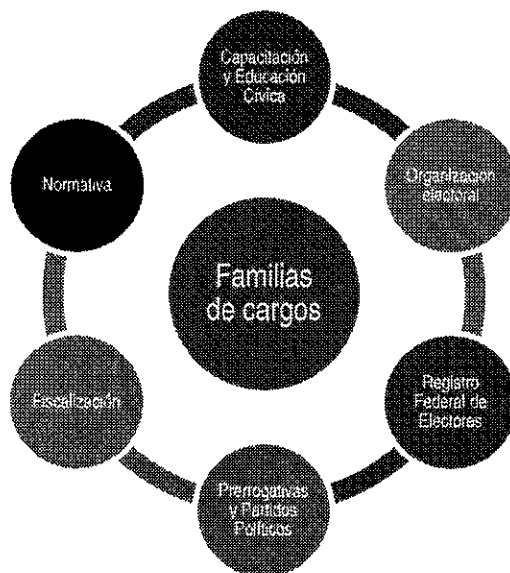 Capacitación
y Educación
Cívica
Organización
electoral
Registro
Federal de
Electores
Prerrogativas
y Partidos
Políticos
Fiscalización
Normativa
Familias
de cargos